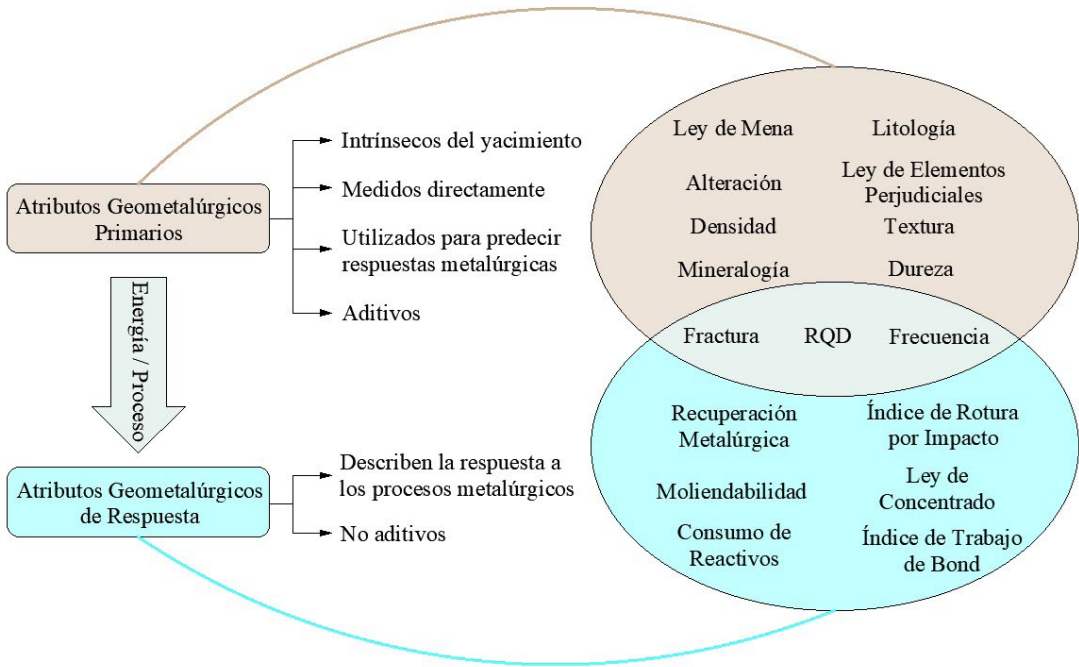 Atributos Geometalúrgicos
Primarios
Intrínsecos del yacimiento
Medidos directamente
Utilizados para predecir
respuestas metalúrgicas
Aditivos
Energía / Proceso
Atributos Geometalúrgicos
de Respuesta
Describen la respuesta a
los procesos metalúrgicos
No aditivos
Ley de Mena
Litología
Alteración
Ley de Elementos
Perjudiciales
Densidad
Textura
Mineralogía
Dureza
Fractura
RQD
Frecuencia
Recuperación
Metalúrgica
Índice de Rotura
por Impacto
Moliendabilidad
Ley de
Concentrado
Consumo de
Reactivos
Índice de Trabajo
de Bond